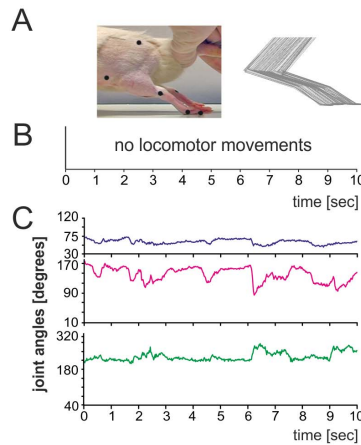 A
B
no locomotor movements
0 1 2 3 4 5 6 7 8 9 10
time [sec]
C
joint angles [degrees]
120
75
30
170
90
10
320
180
40
0 1 2 3 4 5 6 7 8 9 10
time [sec]